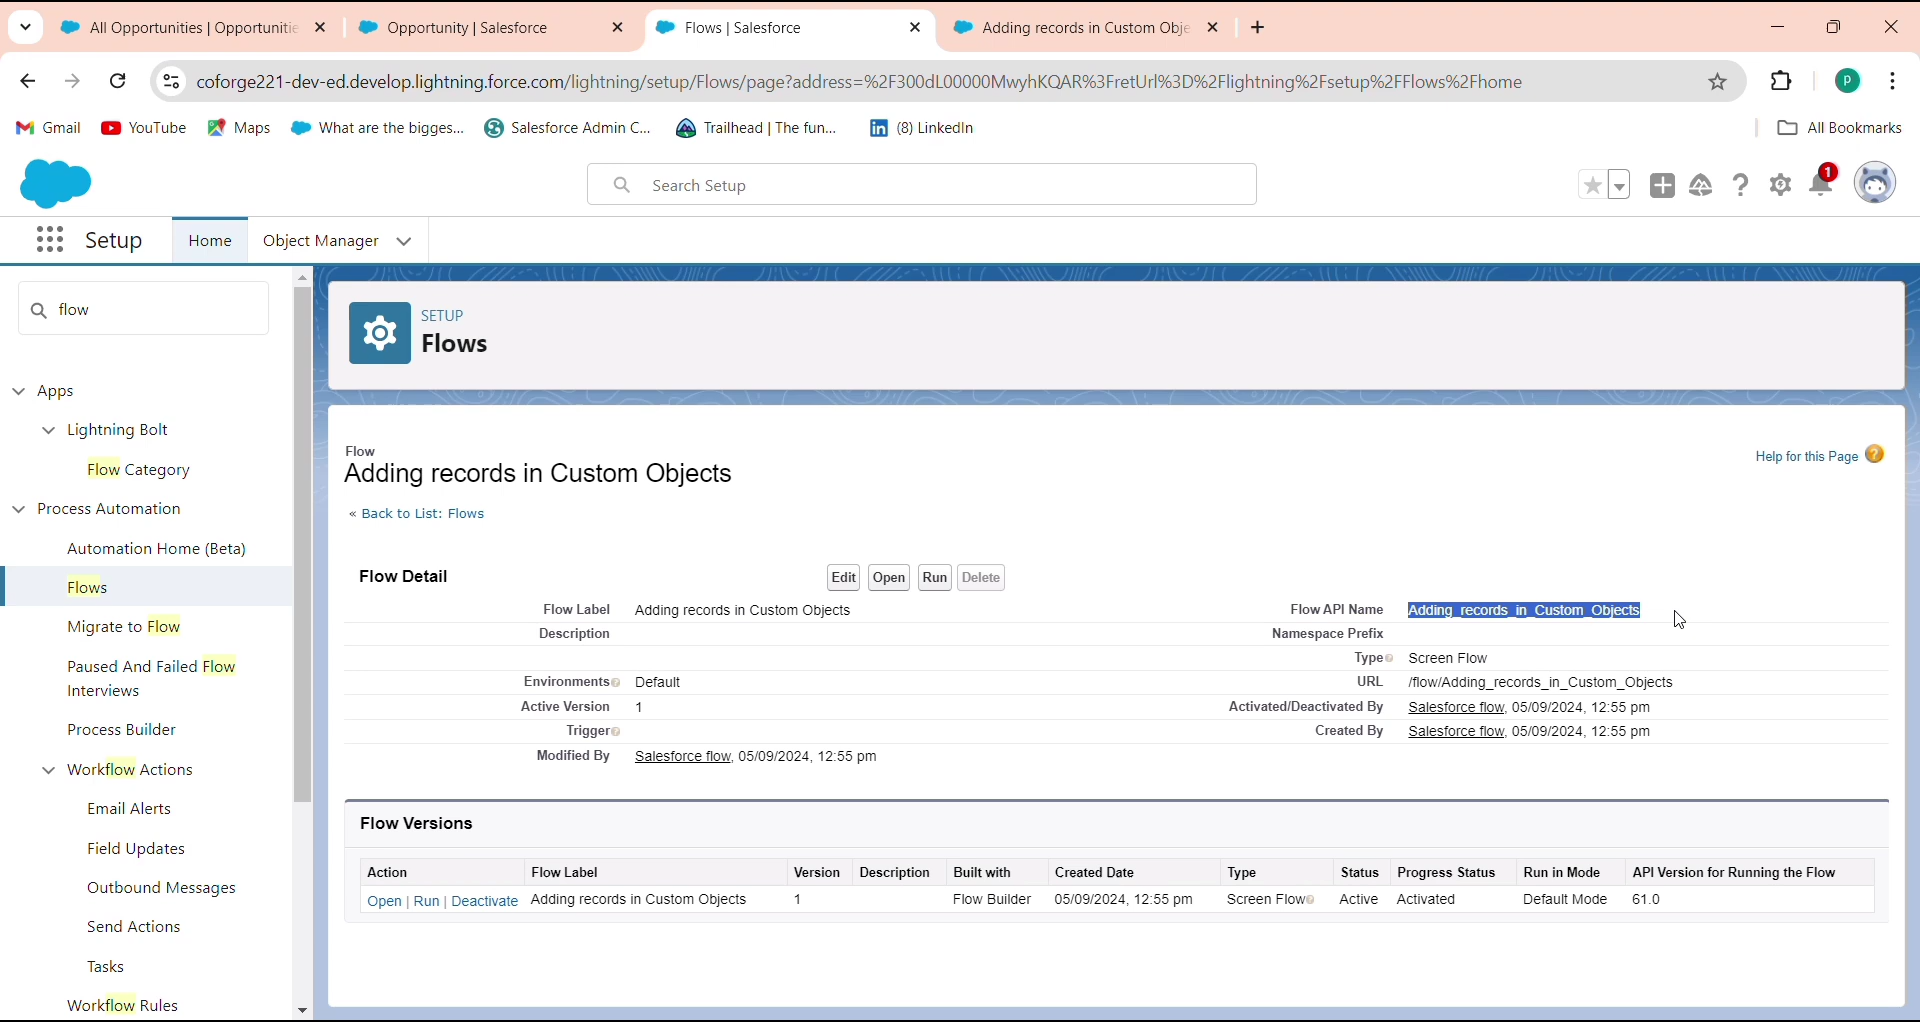 All Opportunities | Opportunitie
Opportunity | Salesforce
Flows | Salesforce
Adding records in Custom Obje
coforge221-dev-ed.develop.lightning.force.com/lightning/setup/Flows/page?address=%2F300dL00000MwyhKQAR%3FretUrl%3D%2Flightning%2Fsetup%2FFlows%2Fhome
P
Gmail
YouTube
Maps
What are the bigges...
Salesforce Admin C...
Trailhead | The fun...
(8) LinkedIn
All Bookmarks
Search Setup
1
Setup
Home
Object Manager
flow
Apps
Lightning Bolt
Flow Category
Process Automation
Automation Home (Beta)
Flows
Migrate to Flow
Paused And Failed Flow
Interviews
Process Builder
Workflow Actions
Email Alerts
Field Updates
Outbound Messages
Send Actions
Tasks
Workflow Rules
SETUP
Flows
Flow
Adding records in Custom Objects
Help for this Page
« Back to List: Flows
Flow Detail
Edit Open Run Delete
Flow Label Adding records in Custom Objects Flow API Name Adding_records_in_Custom_Objects
Description Namespace Prefix
Type Screen Flow
Environments Default URL /flow/Adding_records_in_Custom_Objects
Active Version 1 Activated/Deactivated By Salesforce flow, 05/09/2024, 12:55 pm
Trigger Created By Salesforce flow, 05/09/2024, 12:55 pm
Modified By Salesforce flow, 05/09/2024, 12:55 pm
Flow Versions
Action Flow Label Version Description Built with Created Date Type Status Progress Status Run in Mode API Version for Running the Flow
Open | Run | Deactivate Adding records in Custom Objects 1 Flow Builder 05/09/2024, 12:55 pm Screen Flow Active Activated Default Mode 61.0